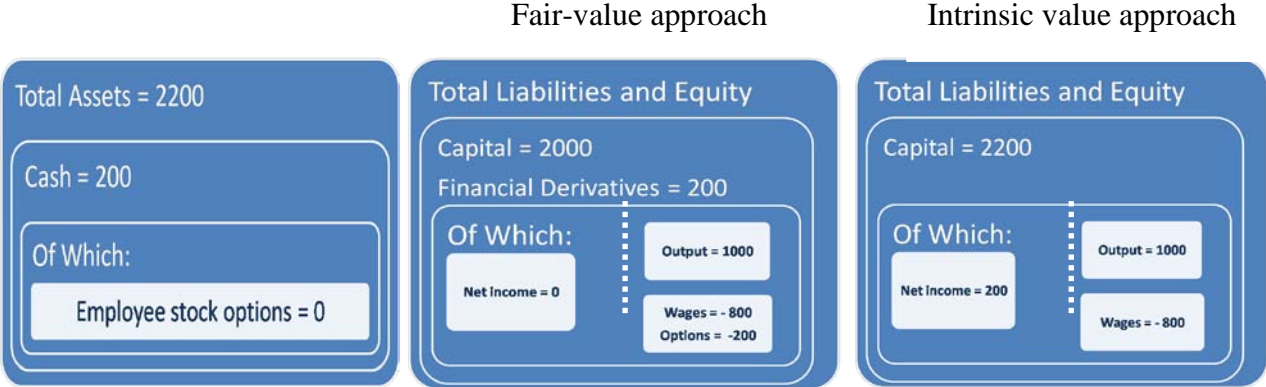 Fair-value approach
Intrinsic value approach
Total Assets = 2200
Cash = 200
Of Which:
Employee stock options = 0
Total Liabilities and Equity
Capital = 2000
Financial Derivatives = 200
Of Which:
Net income = 0
Output = 1000
Wages = - 800
Options = -200
Total Liabilities and Equity
Capital = 2200
Of Which:
Net income = 200
Output = 1000
Wages = - 800